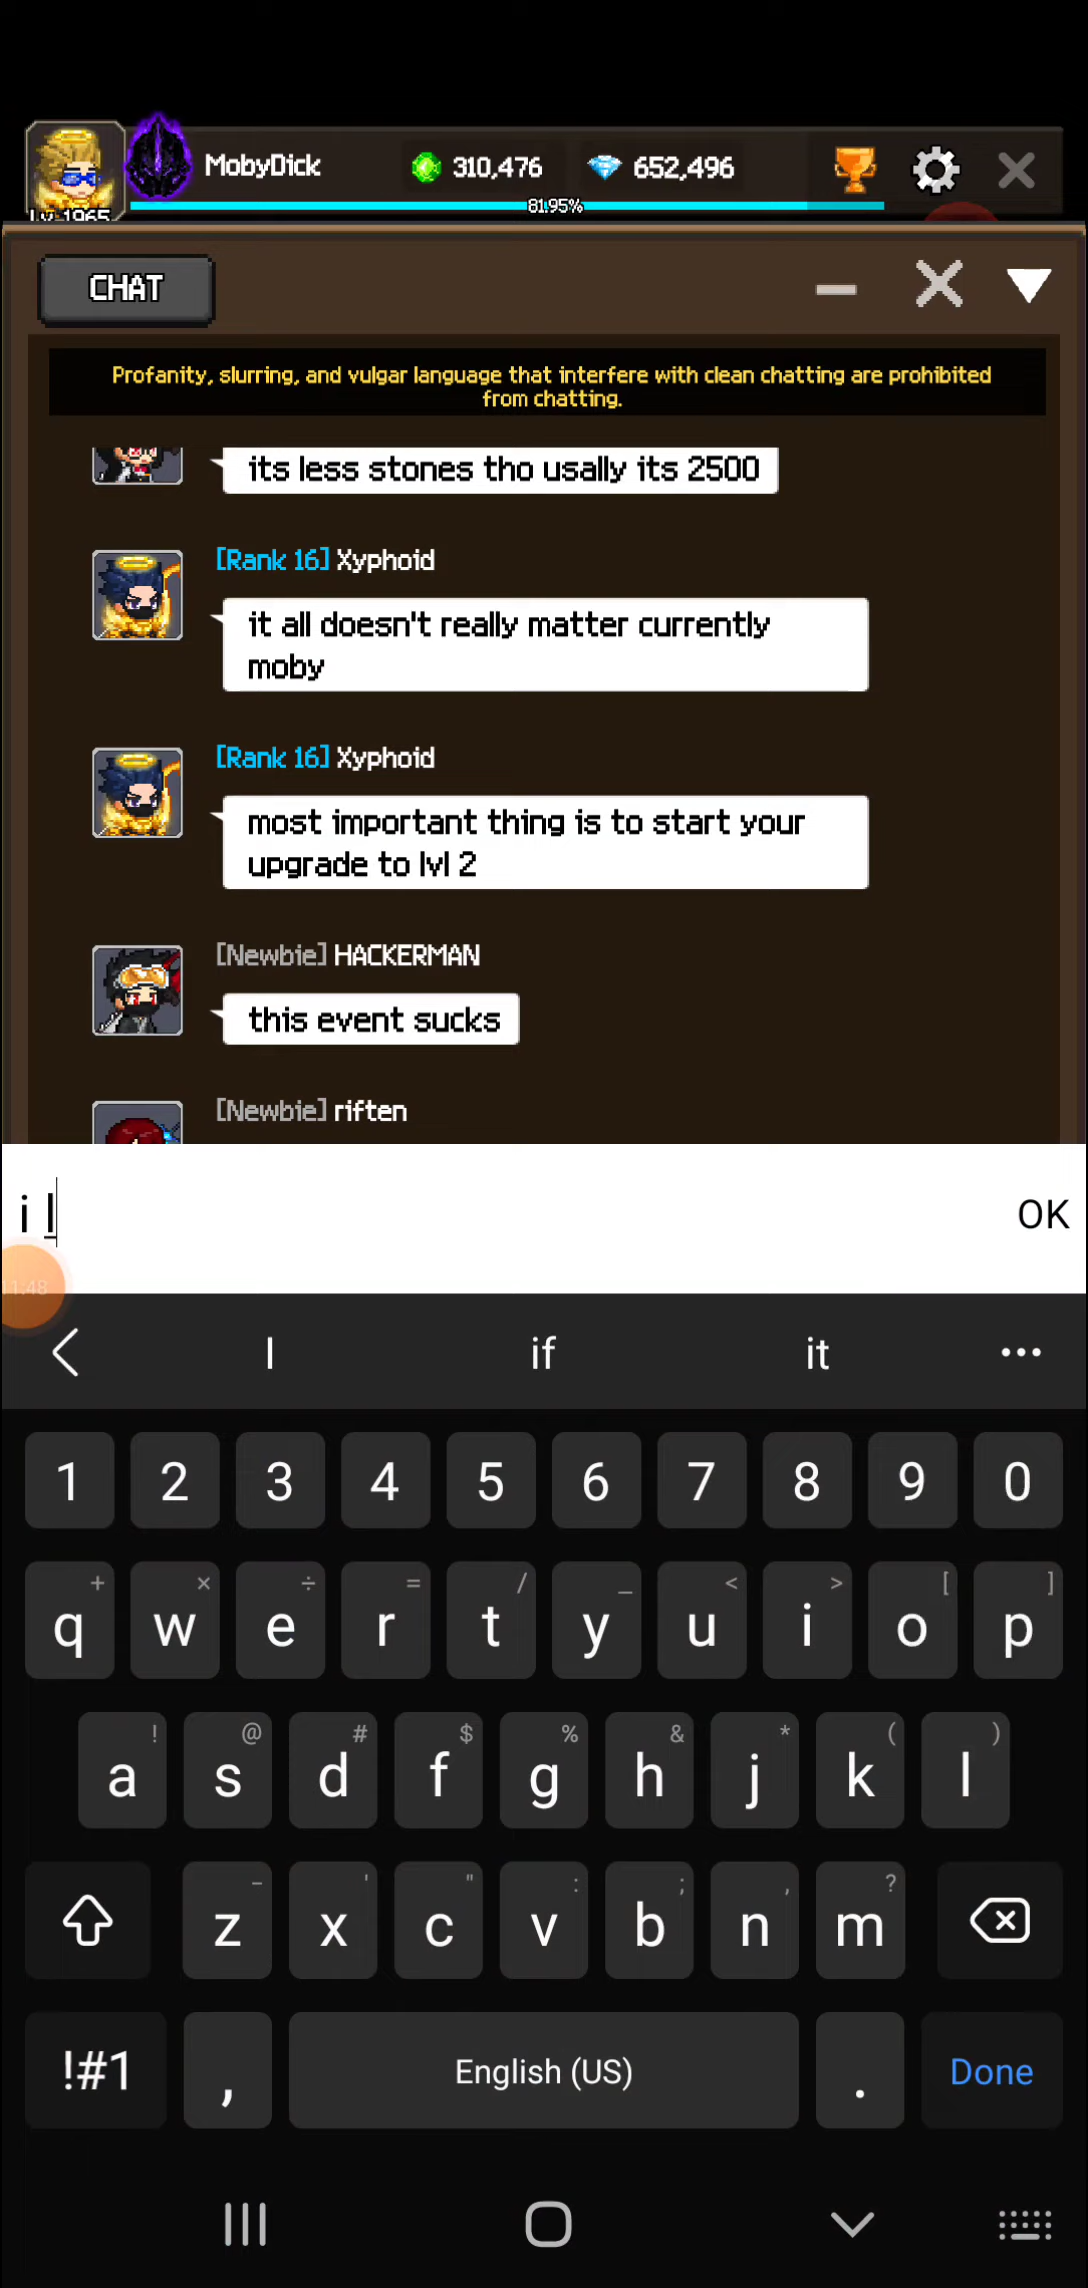 MobyDick
310,476
652,496
Lv.1965
81.95%
CHAT
Profanity, slurring, and vulgar language that interfere with clean chatting are prohibited
from chatting.
its less stones tho usally its 2500
[Rank 16] Xyphoid
it all doesn't really matter currently
moby
[Rank 16] Xyphoid
most important thing is to start your
upgrade to lvl 2
[Newbie] HACKERMAN
this event sucks
[Newbie] riften
i l
OK
11:48
I if it ...
1 2 3 4 5 6 7 8 9 0
+ × ÷ = / _ < > [ ]
q w e r t y u i o p
! @ # $ % & * ( )
a s d f g h j k l
- ' " : ; , ?
z x c v b n m
!#1 , English (US) . Done